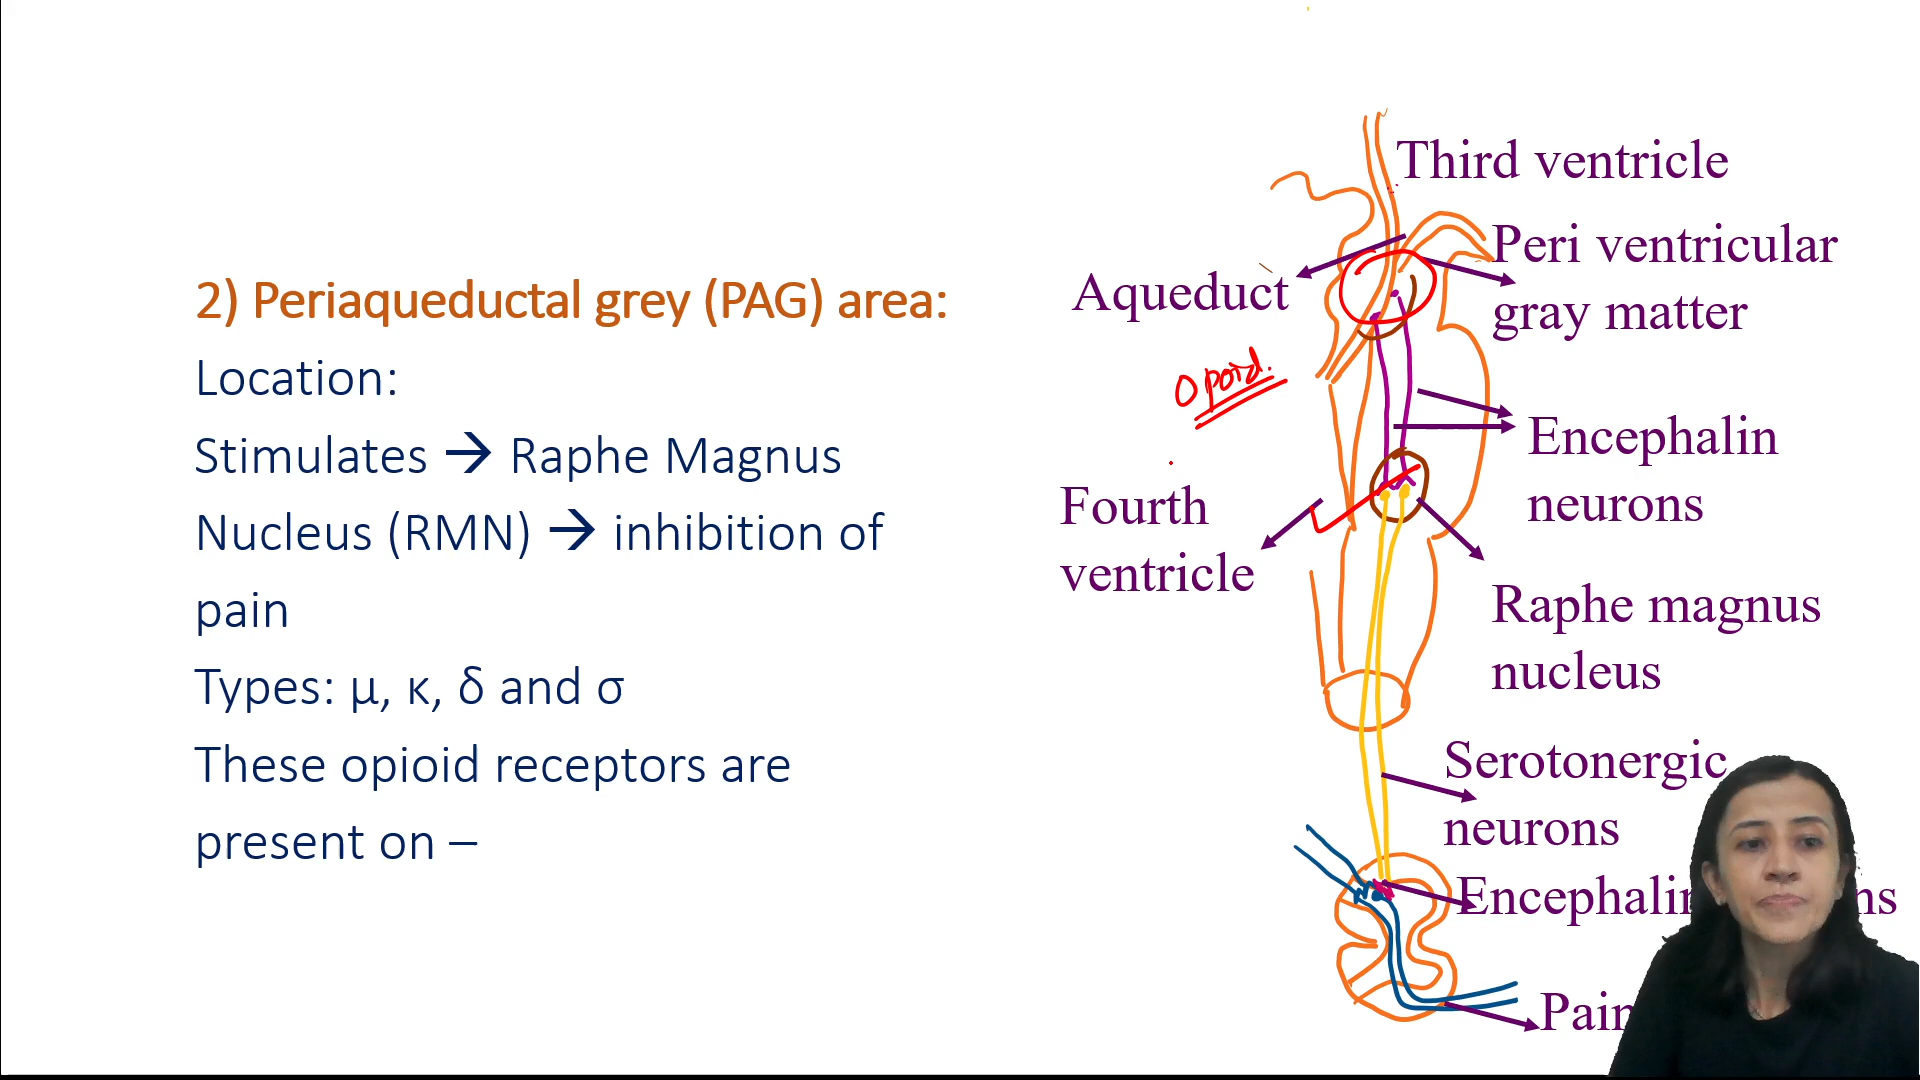 2) Periaqueductal grey (PAG) area:
Location:
Stimulates → Raphe Magnus
Nucleus (RMN) → inhibition of
pain
Types: μ, κ, δ and σ
These opioid receptors are
present on –
Third ventricle
Peri ventricular
gray matter
Aqueduct
Opoid.
Encephalin
neurons
Fourth
ventricle
Raphe magnus
nucleus
Serotonergic
neurons